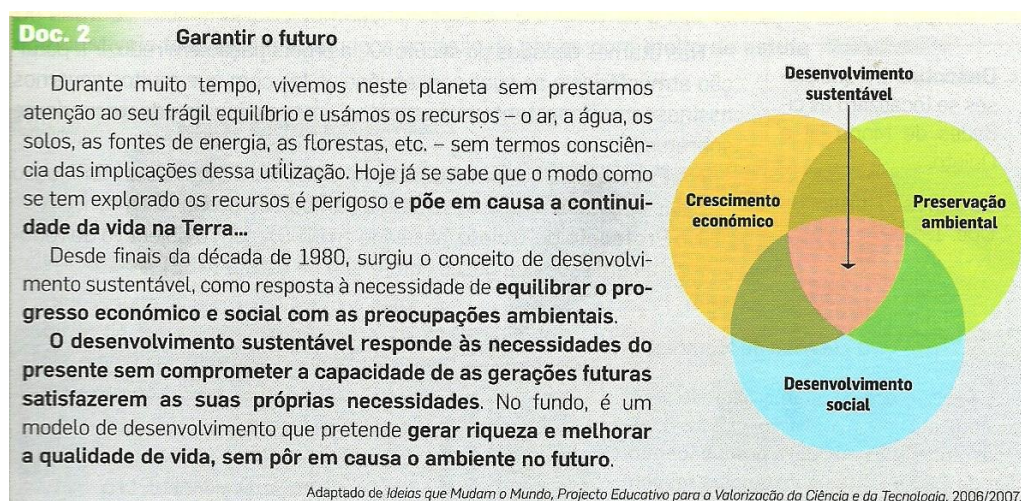 Doc. 2
Garantir o futuro
Durante muito tempo, vivemos neste planeta sem prestarmos
atenção ao seu frágil equilíbrio e usámos os recursos – o ar, a água, os
solos, as fontes de energia, as florestas, etc. – sem termos consciên-
cia das implicações dessa utilização. Hoje já se sabe que o modo como
se tem explorado os recursos é perigoso e põe em causa a continui-
dade da vida na Terra...
Desde finais da década de 1980, surgiu o conceito de desenvolvi-
mento sustentável, como resposta à necessidade de equilibrar o pro-
gresso económico e social com as preocupações ambientais.
O desenvolvimento sustentável responde às necessidades do
presente sem comprometer a capacidade de as gerações futuras
satisfazerem as suas próprias necessidades. No fundo, é um
modelo de desenvolvimento que pretende gerar riqueza e melhorar
a qualidade de vida, sem pôr em causa o ambiente no futuro.
Desenvolvimento
sustentável
Crescimento
económico
Preservação
ambiental
Desenvolvimento
social
Adaptado de Ideias que Mudam o Mundo, Projecto Educativo para a Valorização da Ciência e da Tecnologia, 2006/2007